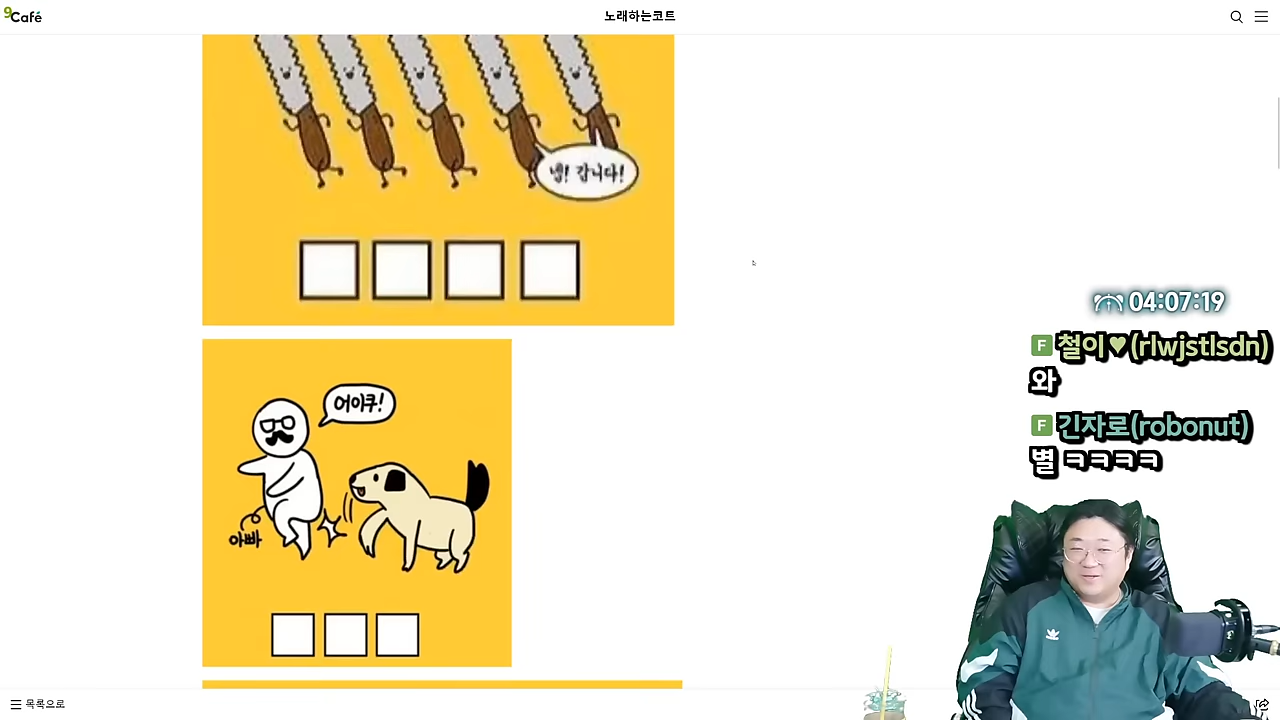 9Café
노래하는코트
넵! 갑니다!
04:07:19
F 철이♥(rlwjstlsdn)
와
F 긴자로(robonut)
별 ㅋㅋㅋㅋ
어이쿠!
아빠
목록으로